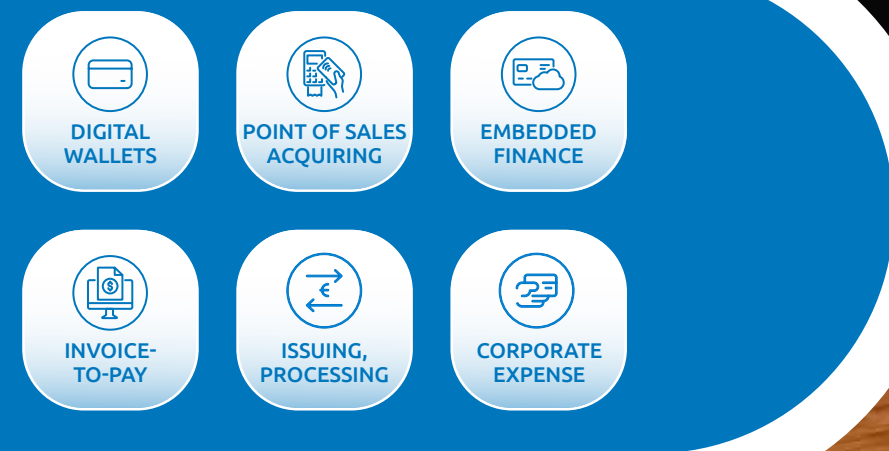 DIGITAL
WALLETS
POINT OF SALES
ACQUIRING
EMBEDDED
FINANCE
INVOICE-
TO-PAY
ISSUING,
PROCESSING
CORPORATE
EXPENSE